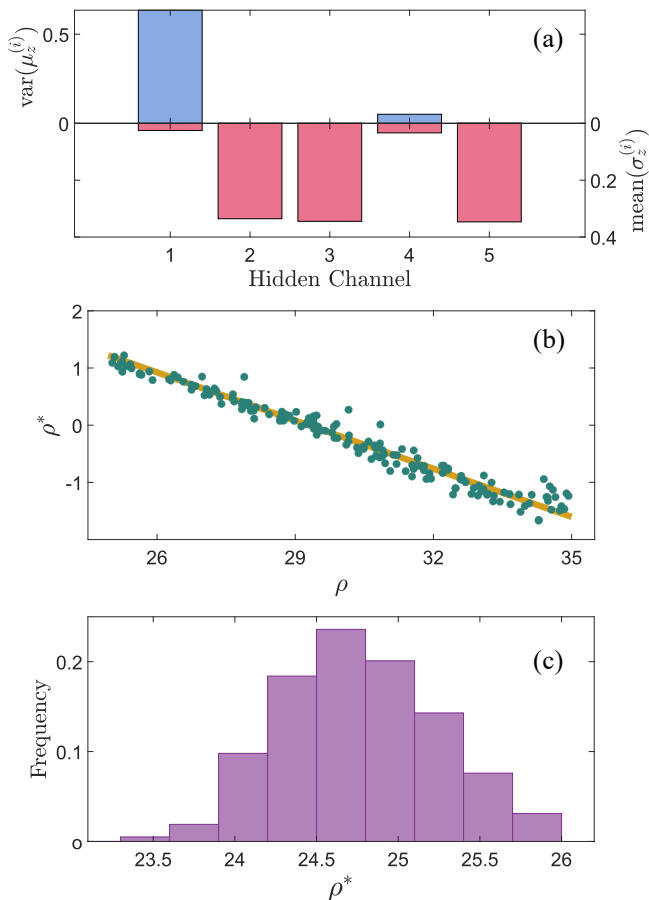 (a)
var(μ_z^(i))
0.5
0
0
0.2
0.4
mean(σ_z^(i))
1 2 3 4 5
Hidden Channel
(b)
2
1
0
-1
ρ*
26 29 32 35
ρ
(c)
0.2
0.1
0
Frequency
23.5 24 24.5 25 25.5 26
ρ*